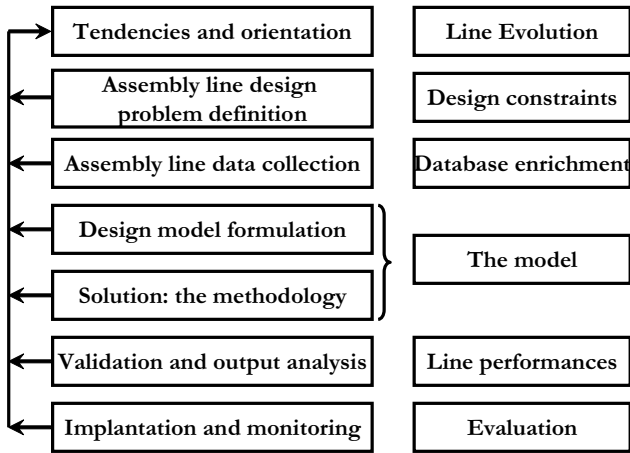 Tendencies and orientation
Line Evolution
Assembly line design
problem definition
Design constraints
Assembly line data collection
Database enrichment
Design model formulation
The model
Solution: the methodology
Validation and output analysis
Line performances
Implantation and monitoring
Evaluation